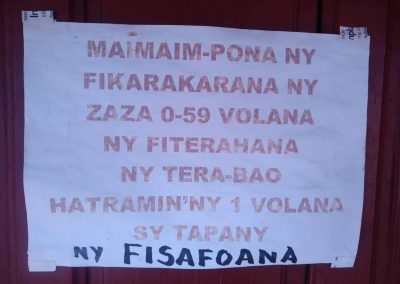 MAIMAIM-PONA NY
FIKARAKARANA NY
ZAZA 0-59 VOLANA
NY FITERAHANA
NY TERA-BAO
HATRAMIN'NY 1 VOLANA
SY TAPANY
NY FISAFOANA